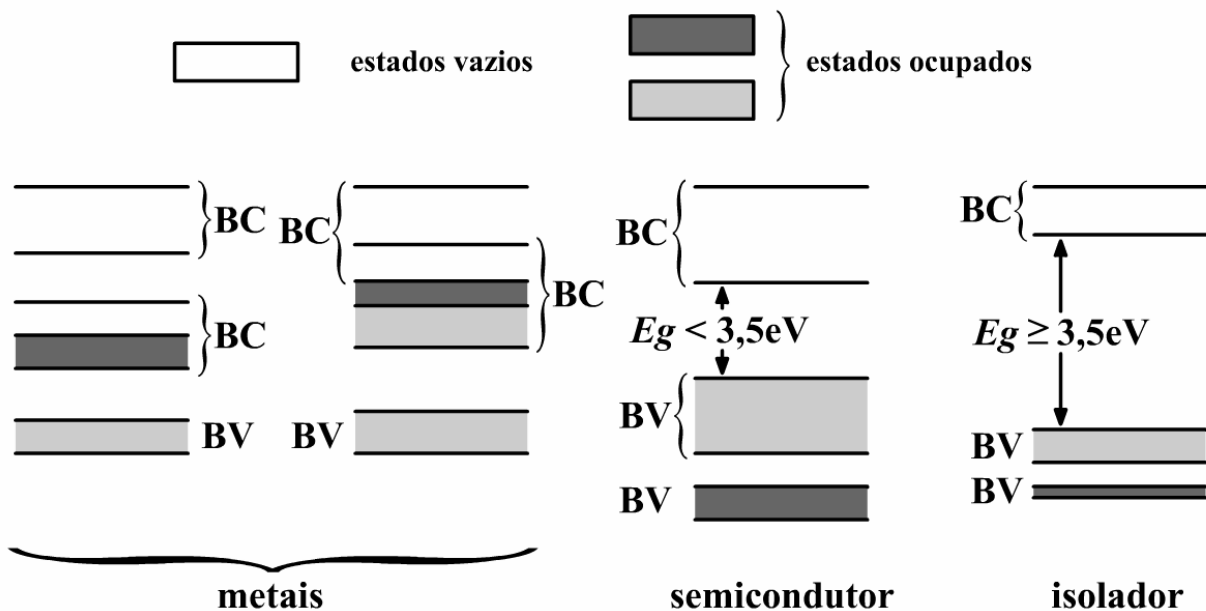 estados vazios
estados ocupados
BC
BC
BV
BC
BC
BV
BC
Eg < 3,5eV
BV
BV
BC
Eg ≥ 3,5eV
BV
BV
metais
semicondutor
isolador